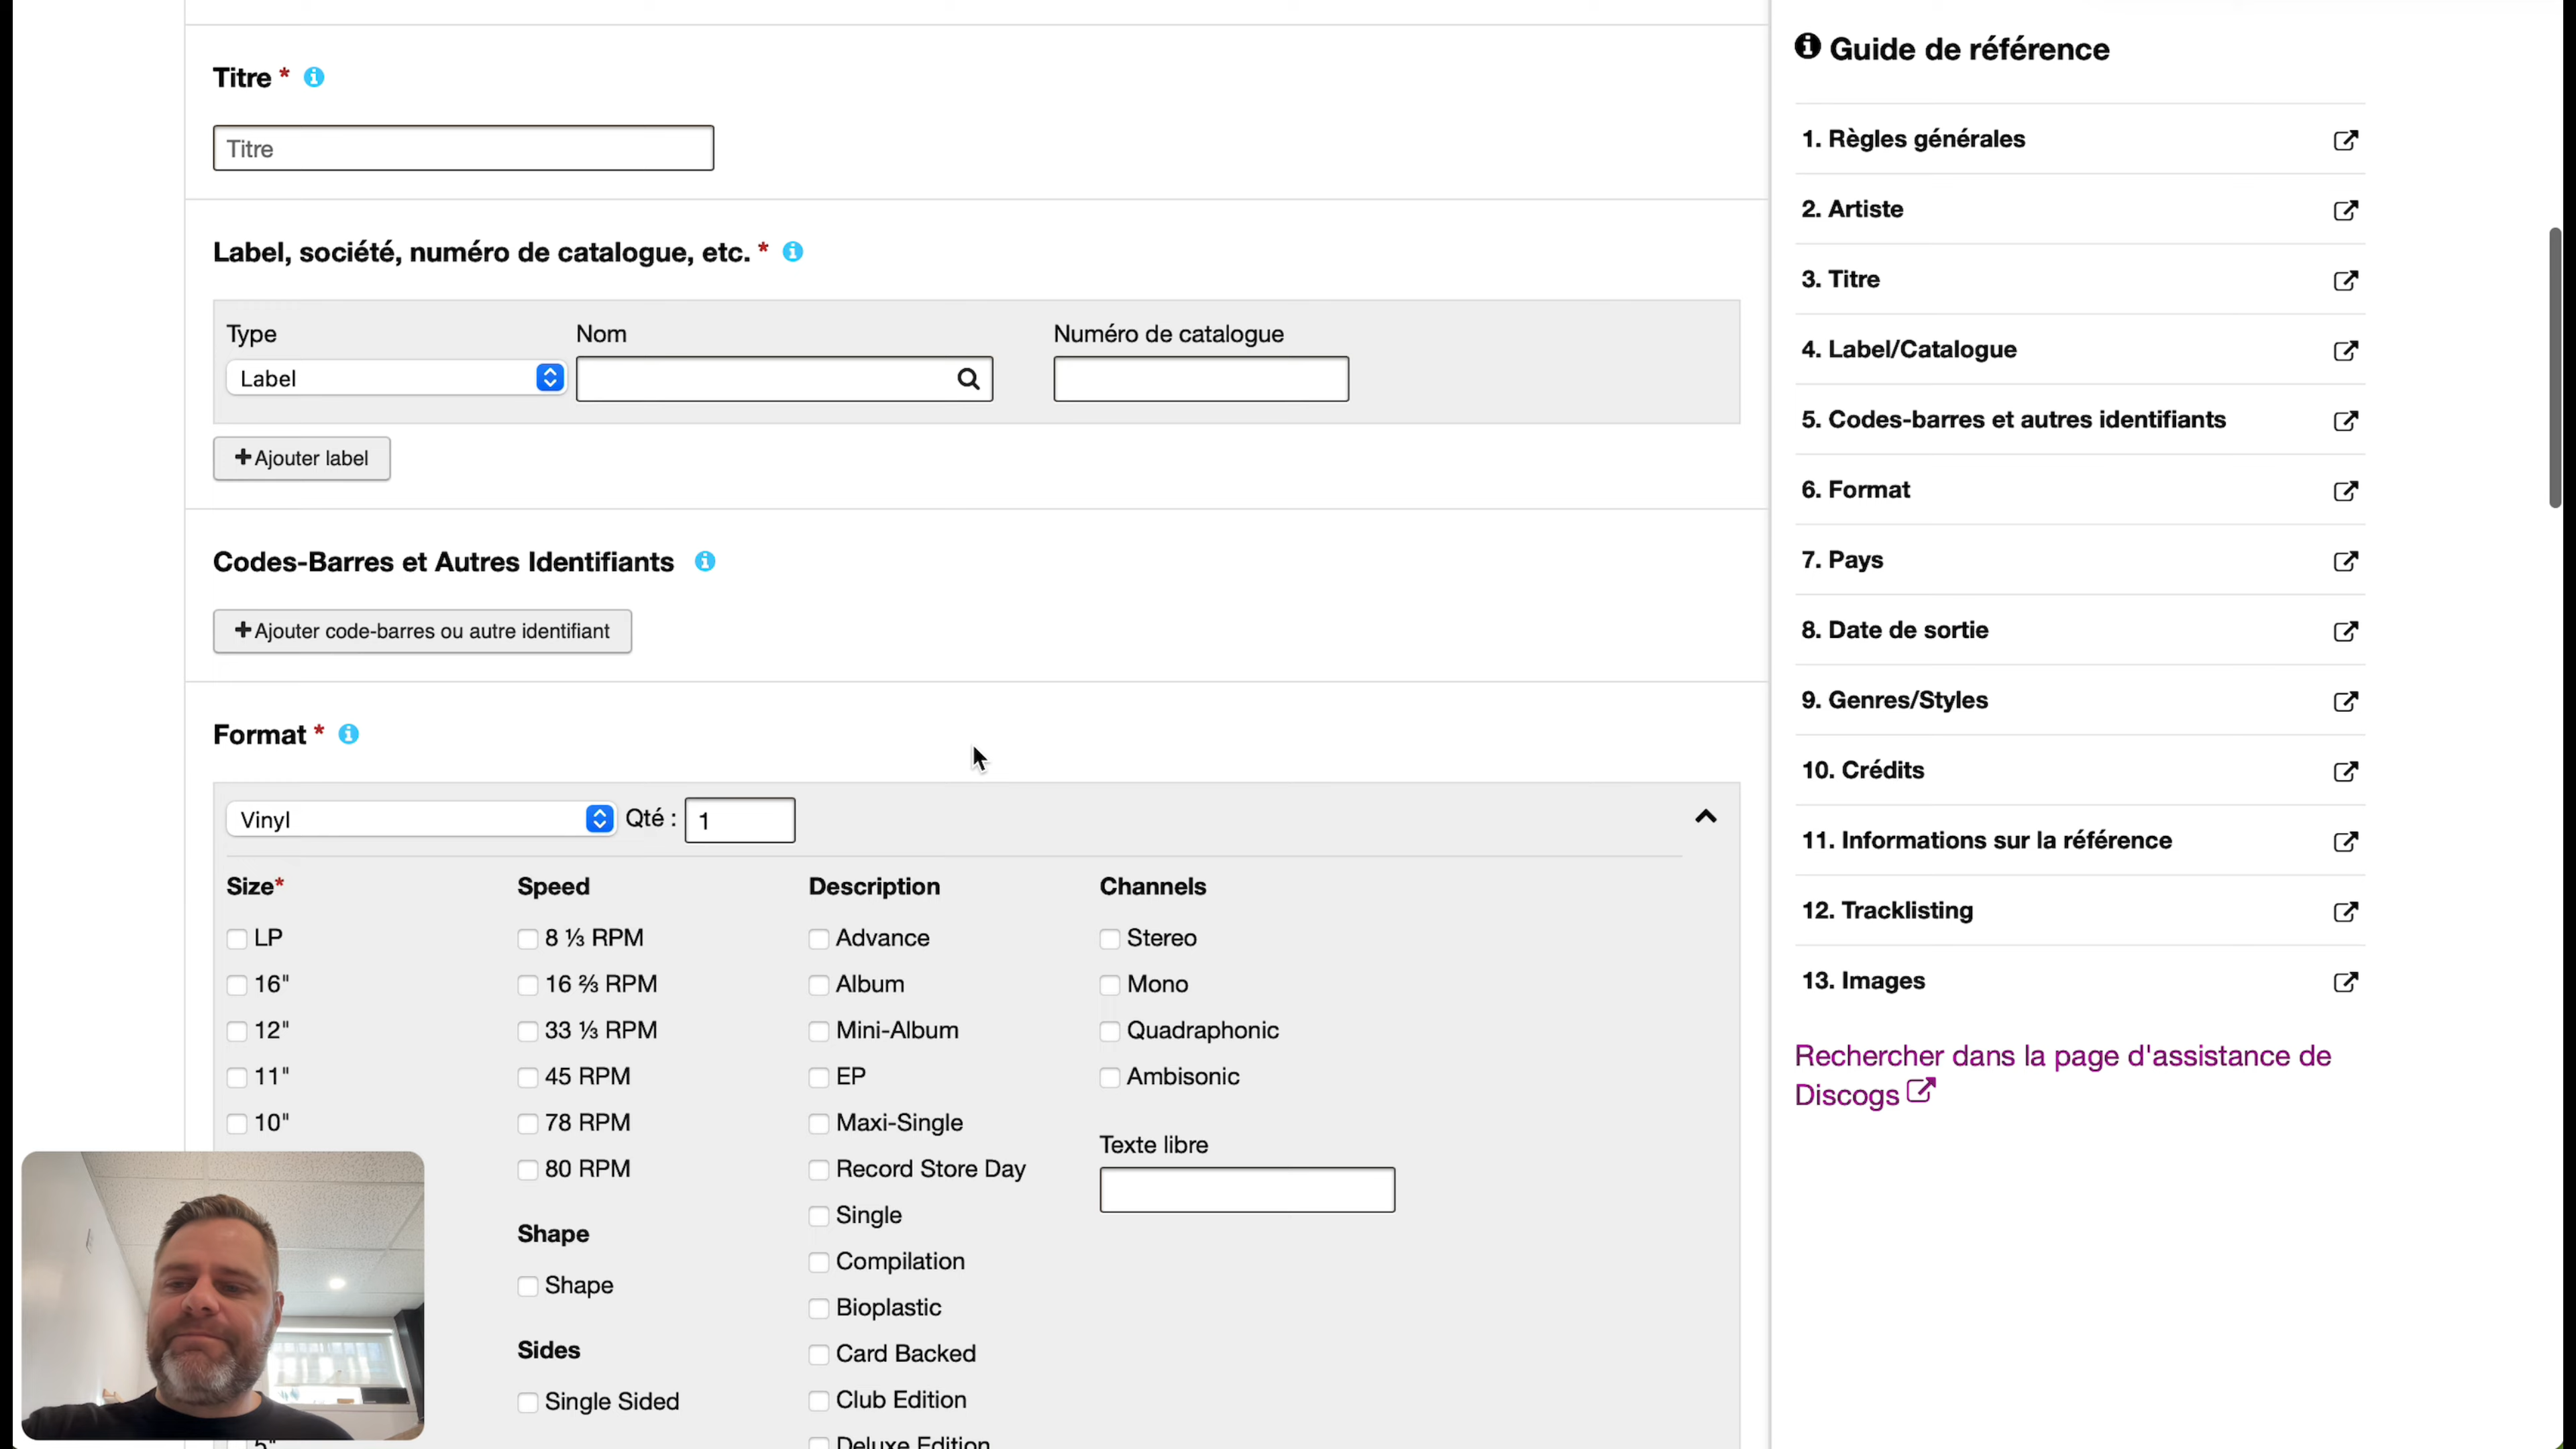 Titre *
Titre
Label, société, numéro de catalogue, etc. *
Type
Nom
Numéro de catalogue
Label
+Ajouter label
Codes-Barres et Autres Identifiants
+Ajouter code-barres ou autre identifiant
Format *
Vinyl
Qté :
1
Size*
LP
16"
12"
11"
10"
5"
Speed
8 ⅓ RPM
16 ⅔ RPM
33 ⅓ RPM
45 RPM
78 RPM
80 RPM
Shape
Shape
Sides
Single Sided
Description
Advance
Album
Mini-Album
EP
Maxi-Single
Record Store Day
Single
Compilation
Bioplastic
Card Backed
Club Edition
Deluxe Edition
Channels
Stereo
Mono
Quadraphonic
Ambisonic
Texte libre
Guide de référence
1. Règles générales
2. Artiste
3. Titre
4. Label/Catalogue
5. Codes-barres et autres identifiants
6. Format
7. Pays
8. Date de sortie
9. Genres/Styles
10. Crédits
11. Informations sur la référence
12. Tracklisting
13. Images
Rechercher dans la page d'assistance de
Discogs